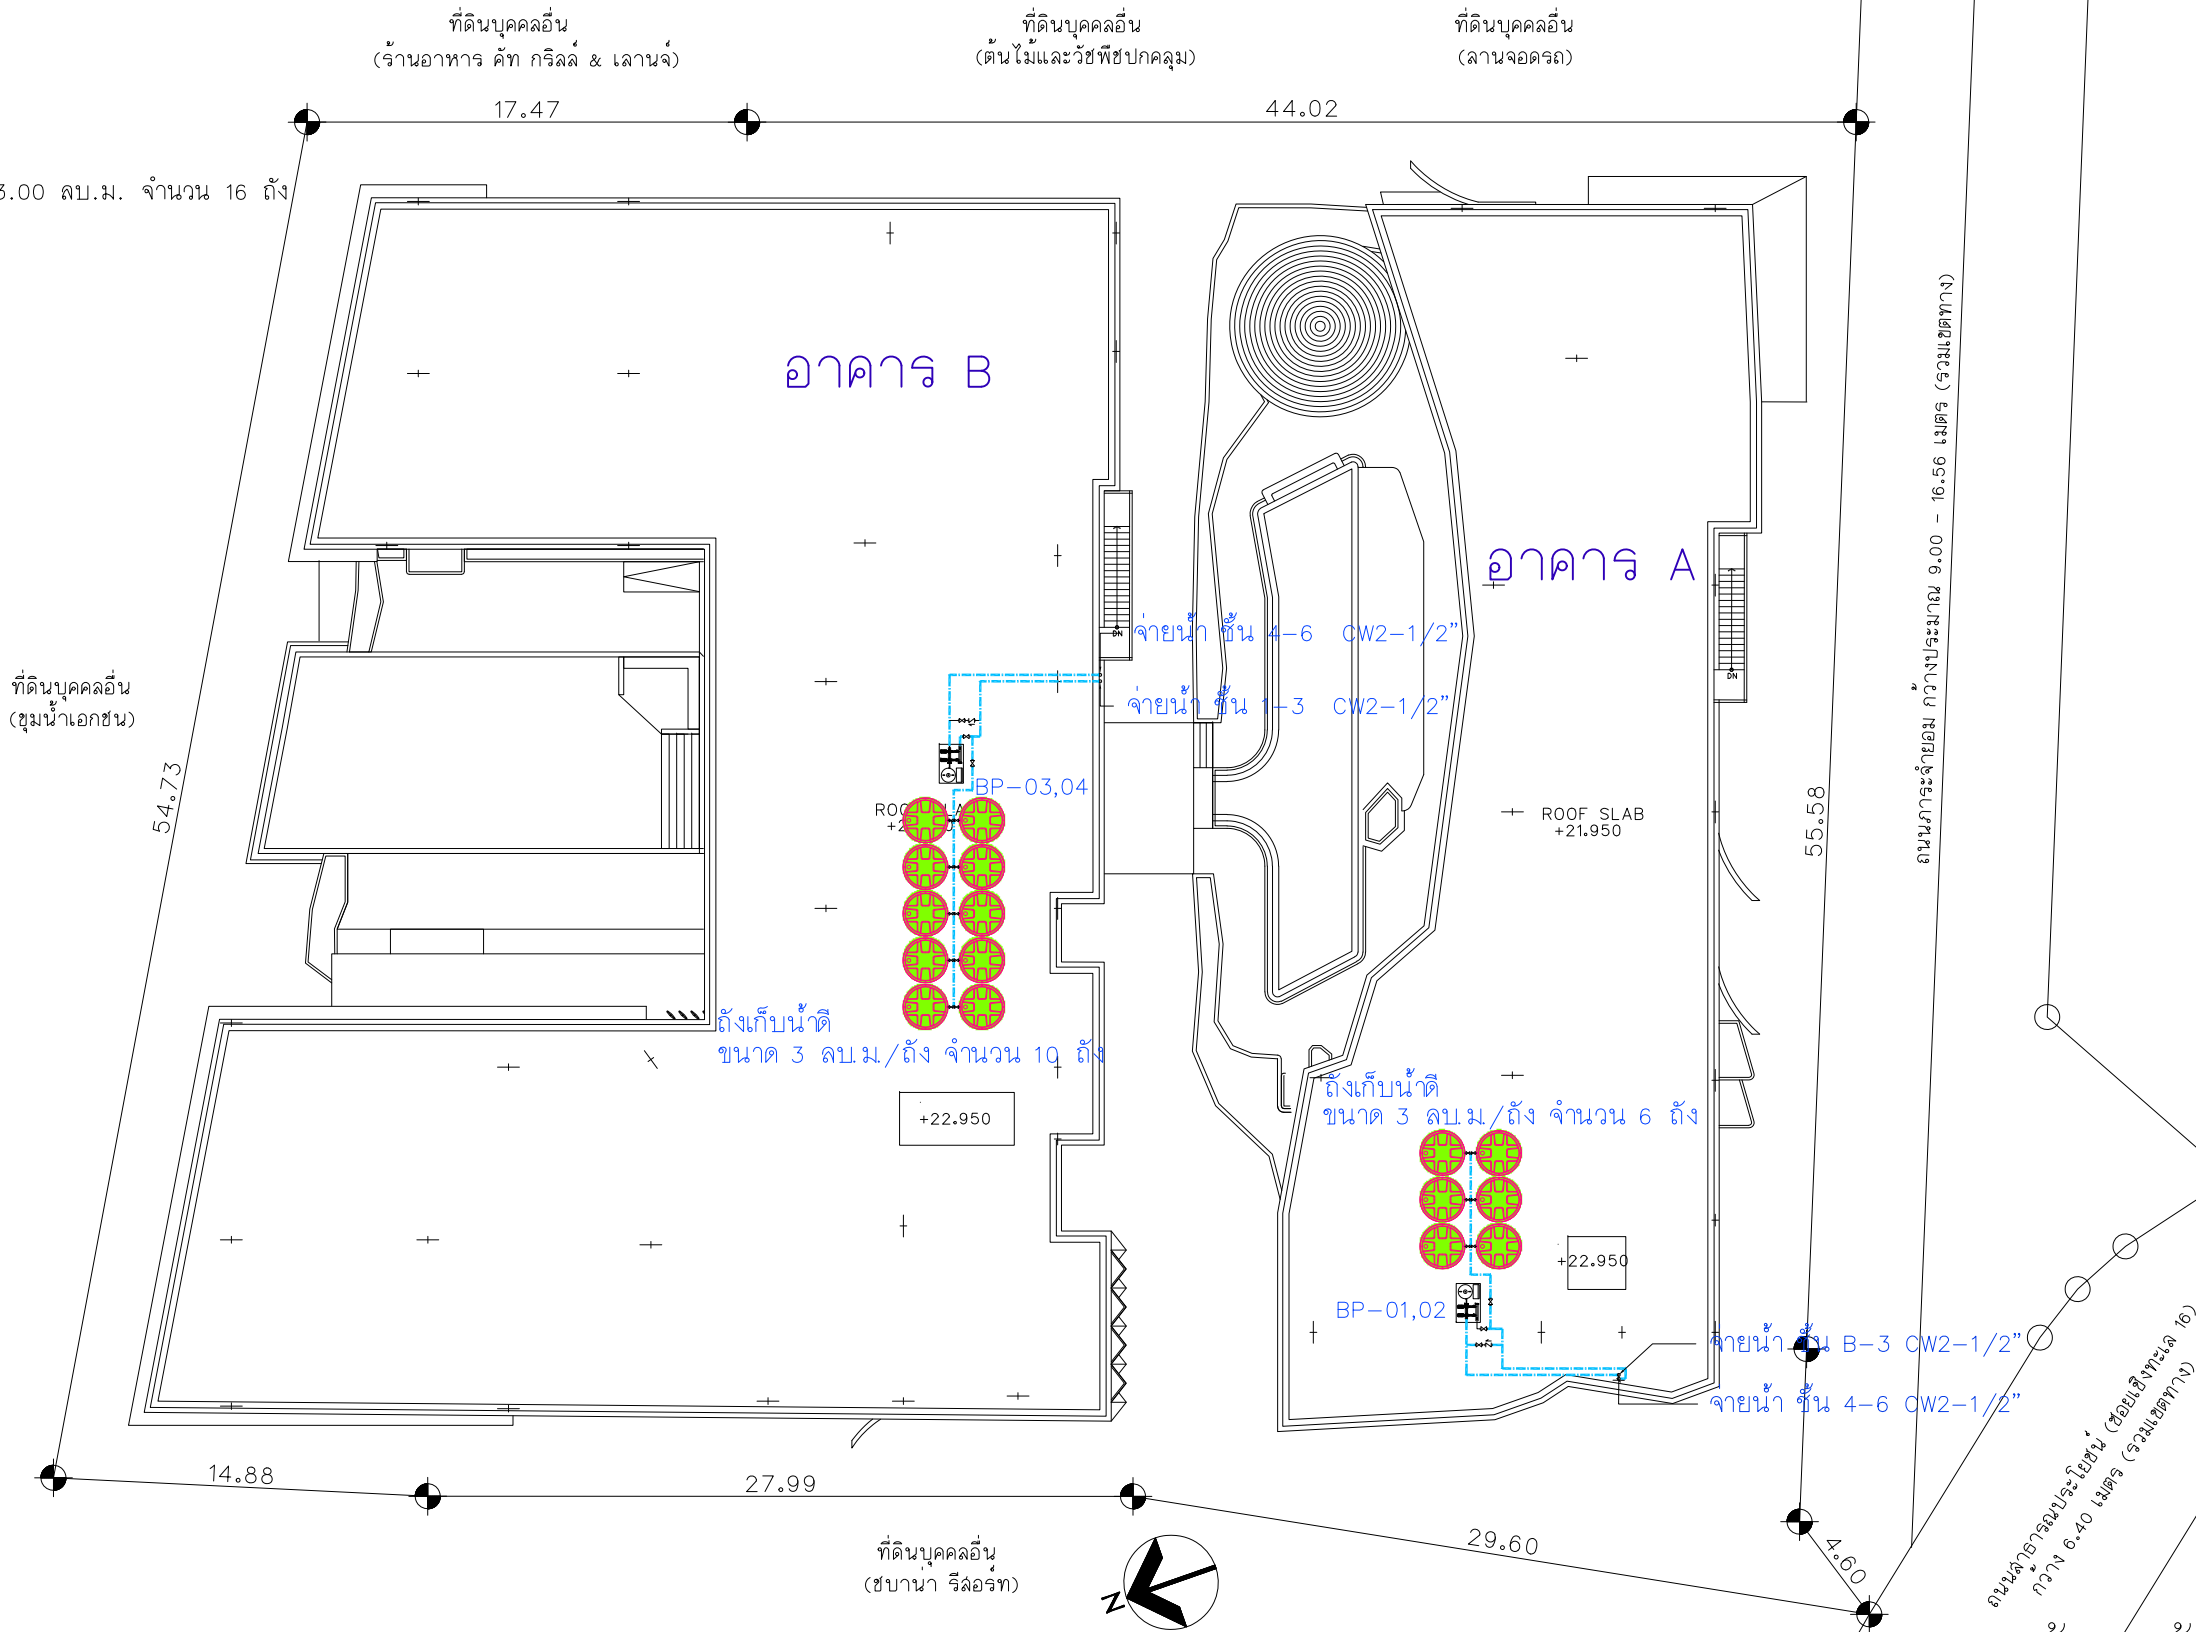 ที่ดินบุคคลอื่น
(ร้านอาหาร คัท กริลล์ & เลานจ์)
ที่ดินบุคคลอื่น
(ต้นไม้และวัชพืชปกคลุม)
ที่ดินบุคคลอื่น
(ลานจอดรถ)
17.47
44.02
3.00 ลบ.ม. จำนวน 16 ถัง
อาคาร B
อาคาร A
ถนนภาระจำยอม กว้างประมาณ 9.00 - 16.56 เมตร (รวมเขตทาง)
จ่ายน้ำ ชั้น 4-6 CW2-1/2"
DN
DN
จ่ายน้ำ ชั้น 1-3 CW2-1/2"
ที่ดินบุคคลอื่น
(ขุมน้ำเอกชน)
54.73
BP-03,04
ROOF SLAB
+21.950
55.58
ถังเก็บน้ำดี
ขนาด 3 ลบ.ม./ถัง จำนวน 10 ถัง
ถังเก็บน้ำดี
ขนาด 3 ลบ.ม./ถัง จำนวน 6 ถัง
+22.950
+22.950
BP-01,02
จ่ายน้ำ ชั้น B-3 CW2-1/2"
จ่ายน้ำ ชั้น 4-6 CW2-1/2"
14.88
27.99
29.60
4.60
ที่ดินบุคคลอื่น
(ชบาน่า รีสอร์ท)
N
ถนนสาธารณประโยชน์ (ซอยเชิงทะเล 16)
กว้าง 6.40 เมตร (รวมเขตทาง)